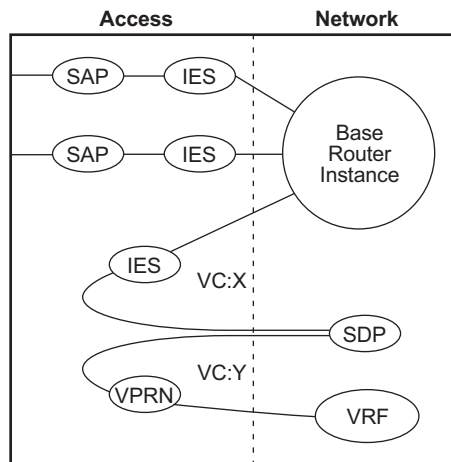 Access
Network
SAP
IES
Base
Router
Instance
SAP
IES
IES
VC:X
SDP
VC:Y
VPRN
VRF